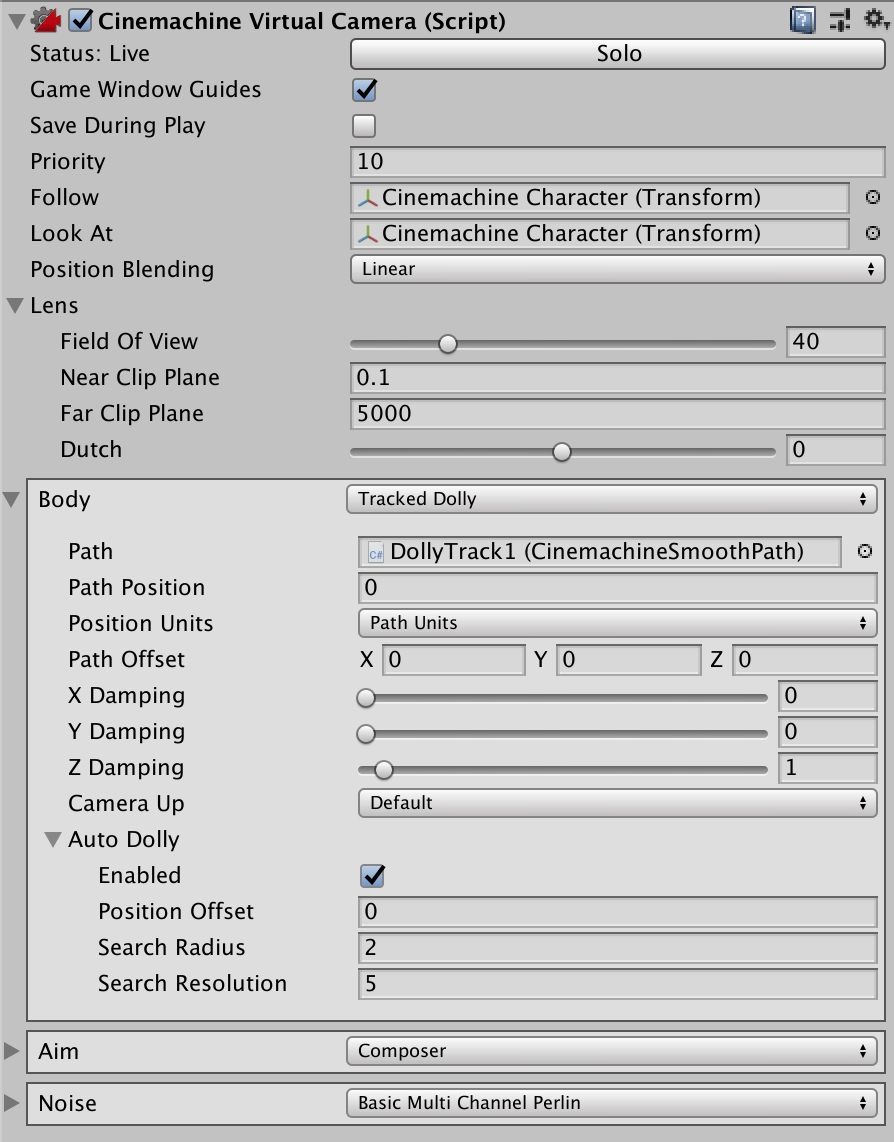 Cinemachine Virtual Camera (Script)
Status: Live Solo
Game Window Guides
Save During Play
Priority 10
Follow Cinemachine Character (Transform)
Look At Cinemachine Character (Transform)
Position Blending Linear
Lens
Field Of View 40
Near Clip Plane 0.1
Far Clip Plane 5000
Dutch 0
Body Tracked Dolly
Path C# DollyTrack1 (CinemachineSmoothPath)
Path Position 0
Position Units Path Units
Path Offset X 0 Y 0 Z 0
X Damping 0
Y Damping 0
Z Damping 1
Camera Up Default
Auto Dolly
Enabled
Position Offset 0
Search Radius 2
Search Resolution 5
Aim Composer
Noise Basic Multi Channel Perlin